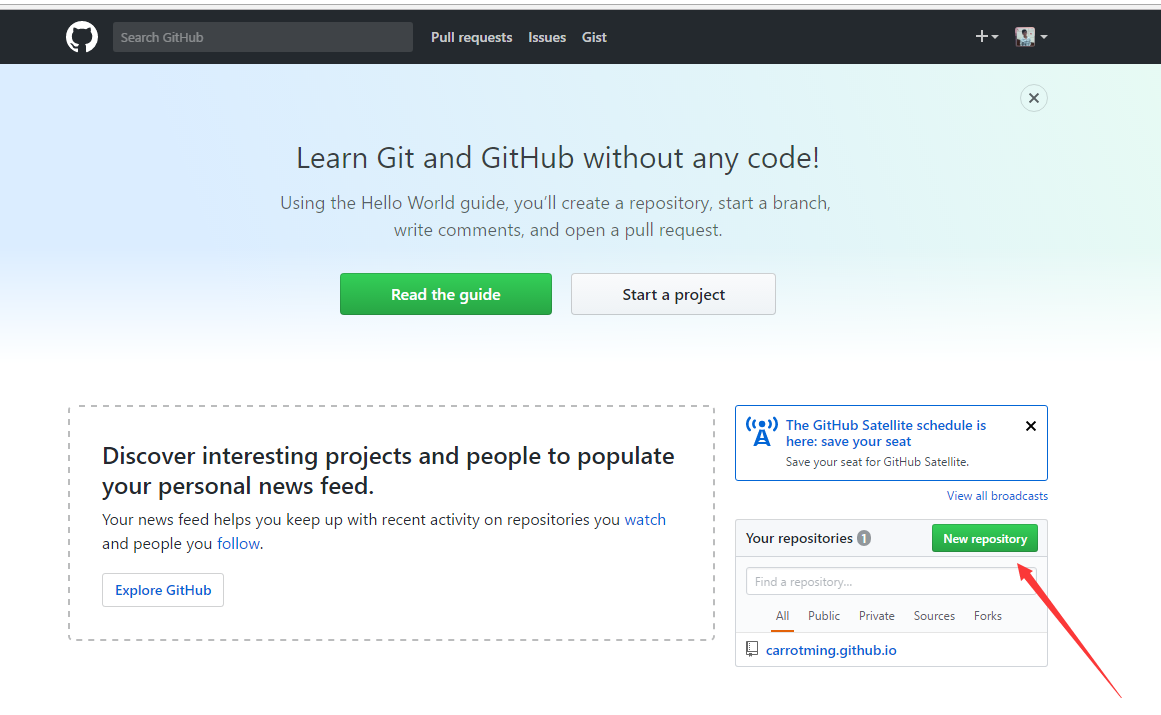 Search GitHub
Pull requests
Issues
Gist
Learn Git and GitHub without any code!
Using the Hello World guide, you’ll create a repository, start a branch,
write comments, and open a pull request.
Read the guide
Start a project
Discover interesting projects and people to populate
your personal news feed.
Your news feed helps you keep up with recent activity on repositories you watch
and people you follow.
Explore GitHub
The GitHub Satellite schedule is
here: save your seat
Save your seat for GitHub Satellite.
View all broadcasts
Your repositories 1
New repository
Find a repository...
All Public Private Sources Forks
carrotming.github.io